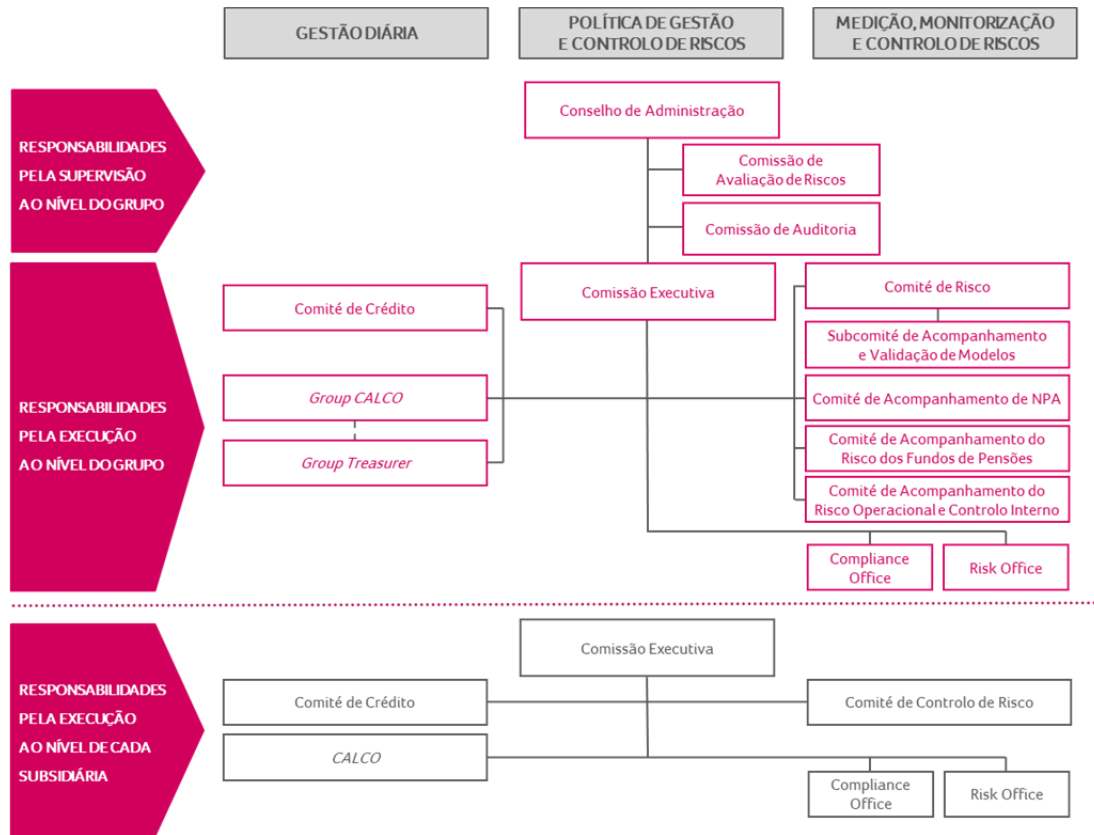 GESTÃO DIÁRIA
POLÍTICA DE GESTÃO
E CONTROLO DE RISCOS
MEDIÇÃO, MONITORIZAÇÃO
E CONTROLO DE RISCOS
RESPONSABILIDADES
PELA SUPERVISÃO
AO NÍVEL DO GRUPO
Conselho de Administração
Comissão de
Avaliação de Riscos
Comissão de Auditoria
RESPONSABILIDADES
PELA EXECUÇÃO
AO NÍVEL DO GRUPO
Comité de Crédito
Group CALCO
Group Treasurer
Comissão Executiva
Comité de Risco
Subcomité de Acompanhamento
e Validação de Modelos
Comité de Acompanhamento de NPA
Comité de Acompanhamento do
Risco dos Fundos de Pensões
Comité de Acompanhamento do
Risco Operacional e Controlo Interno
Compliance
Office
Risk Office
RESPONSABILIDADES
PELA EXECUÇÃO
AO NÍVEL DE CADA
SUBSIDIÁRIA
Comissão Executiva
Comité de Crédito
CALCO
Comité de Controlo de Risco
Compliance
Office
Risk Office